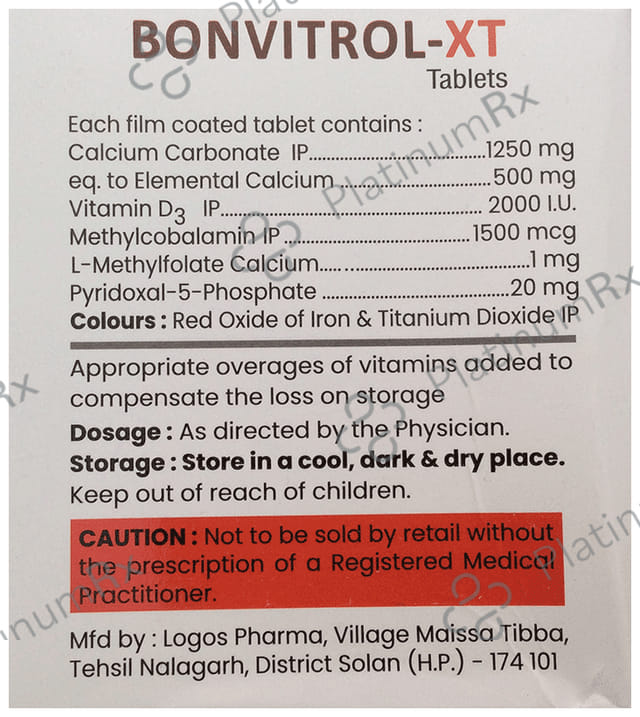 BONVITROL-XT
Tablets
Each film coated tablet contains :
Calcium Carbonate IP..................................1250 mg
eq. to Elemental Calcium.............................500 mg
Vitamin D3 IP.................................................. 2000 I.U.
Methylcobalamin IP...................................1500 mcg
L-Methylfolate Calcium........................................1 mg
Pyridoxal-5-Phosphate ....................................20 mg
Colours : Red Oxide of Iron & Titanium Dioxide IP
Appropriate overages of vitamins added to
compensate the loss on storage
Dosage : As directed by the Physician.
Storage : Store in a cool, dark & dry place.
Keep out of reach of children.
CAUTION : Not to be sold by retail without
the prescription of a Registered Medical
Practitioner.
Mfd by : Logos Pharma, Village Maissa Tibba,
Tehsil Nalagarh, District Solan (H.P.) - 174 101
PlatinumRx
PlatinumRx